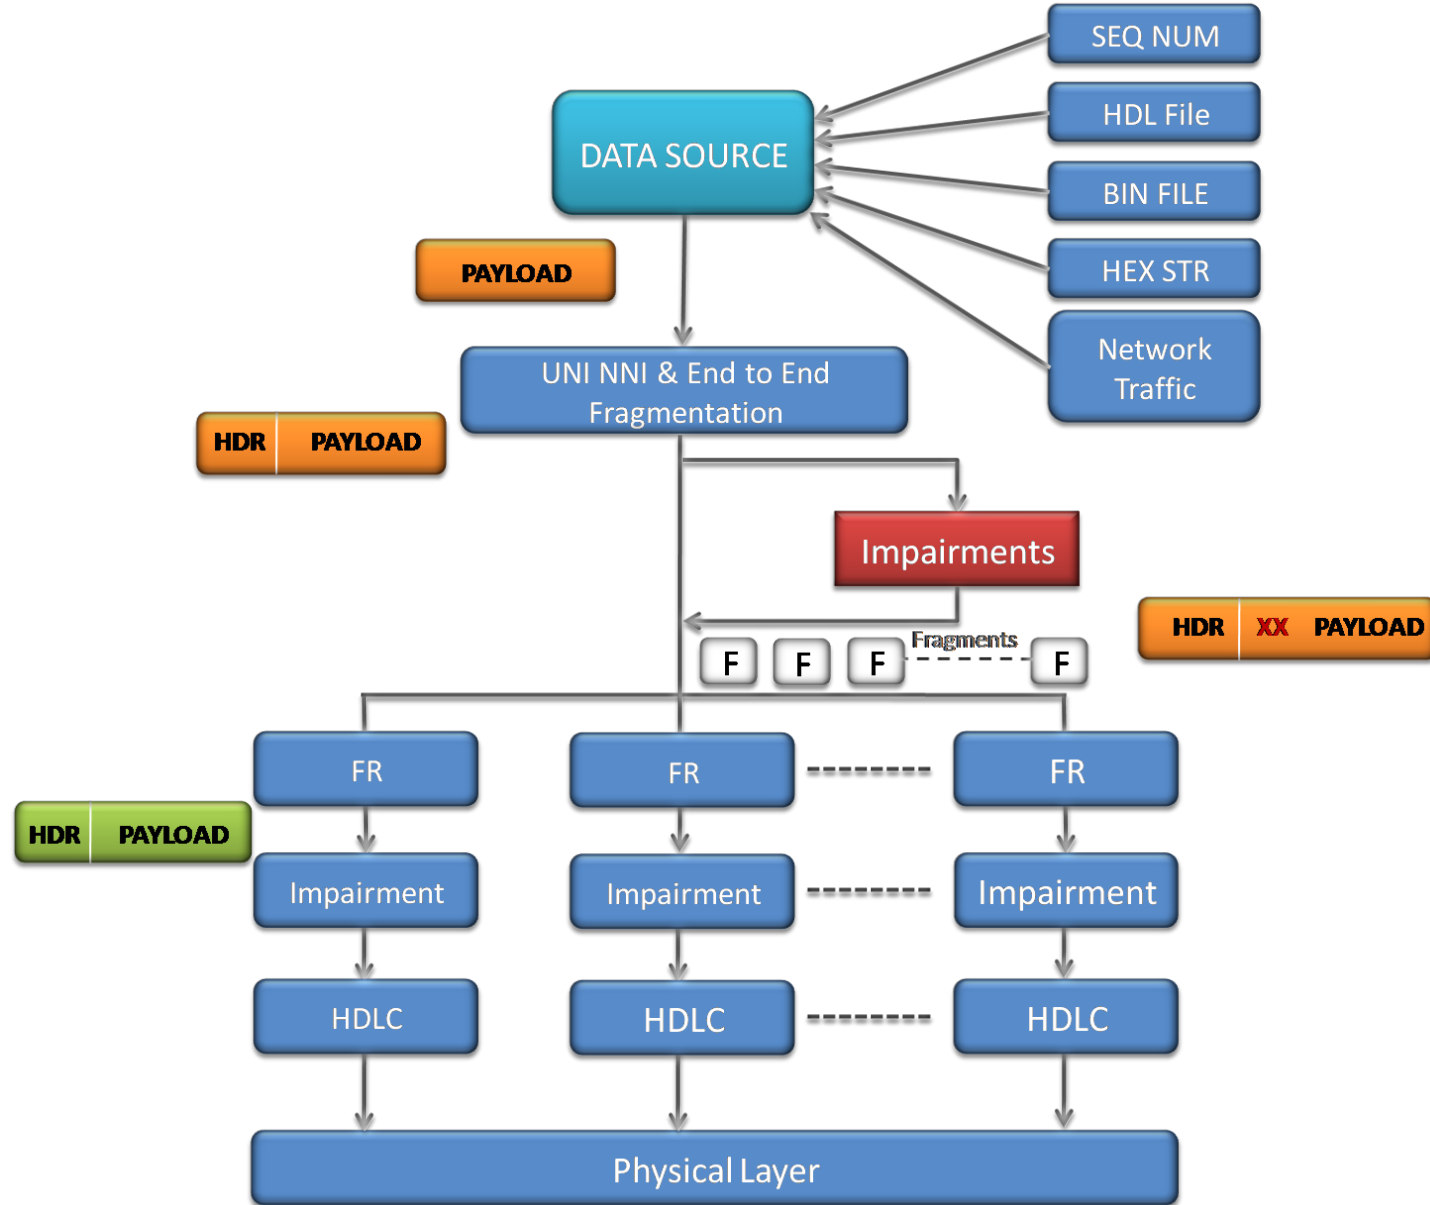 SEQ NUM
HDL File
DATA SOURCE
BIN FILE
PAYLOAD
HEX STR
Network
Traffic
UNI NNI & End to End
Fragmentation
HDR PAYLOAD
Impairments
HDR XX PAYLOAD
Fragments
F F F F
FR FR FR
HDR PAYLOAD
Impairment Impairment Impairment
HDLC HDLC HDLC
Physical Layer